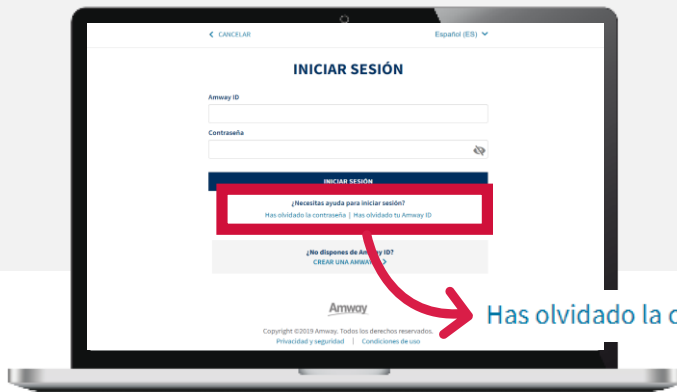 CANCELAR Español (ES)
INICIAR SESIÓN
Amway ID
Contraseña
INICIAR SESIÓN
¿Necesitas ayuda para iniciar sesión?
Has olvidado la contraseña | Has olvidado tu Amway ID
¿No dispones de Amway ID?
CREAR UNA
Amway
Copyright ©2019 Amway. Todos los derechos reservados.
Privacidad y seguridad | Condiciones de uso
Has olvidado la c